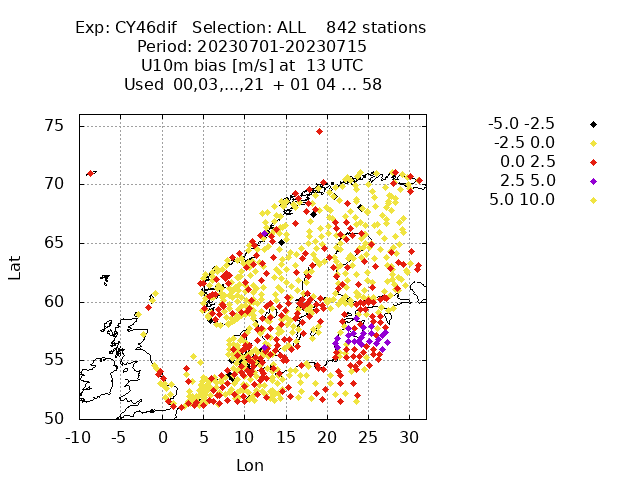 Exp: CY46dif Selection: ALL 842 stations
Period: 20230701-20230715
U10m bias [m/s] at 13 UTC
Used 00,03,...,21 + 01 04 ... 58
-5.0 -2.5
-2.5 0.0
0.0 2.5
2.5 5.0
5.0 10.0
75
70
65
60
55
50
Lat
-10 -5 0 5 10 15 20 25 30
Lon